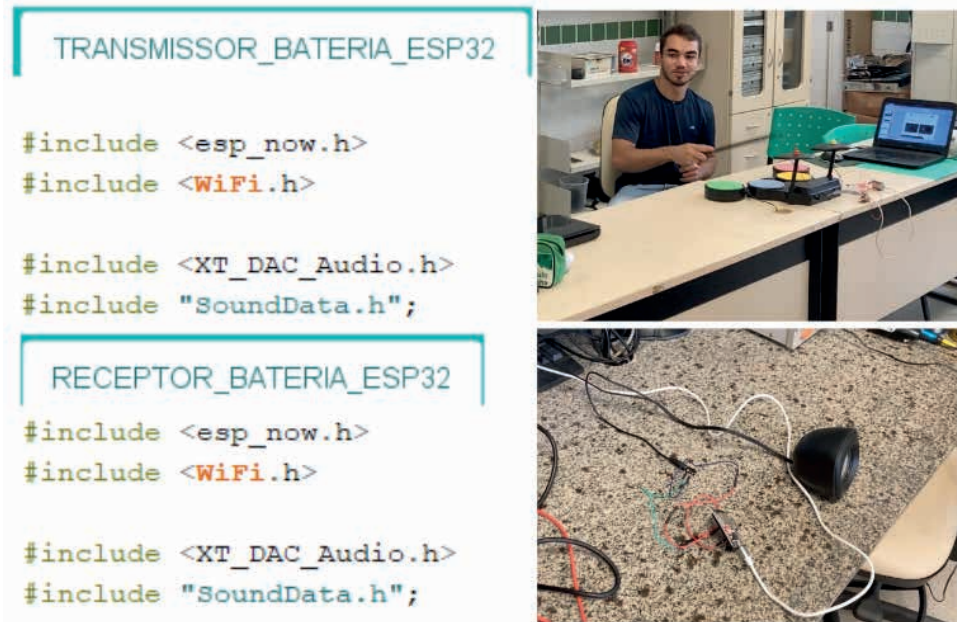 TRANSMISSOR_BATERIA_ESP32
#include <esp_now.h>
#include <WiFi.h>
#include <XT_DAC_Audio.h>
#include "SoundData.h";
RECEPTOR_BATERIA_ESP32
#include <esp_now.h>
#include <WiFi.h>
#include <XT_DAC_Audio.h>
#include "SoundData.h";